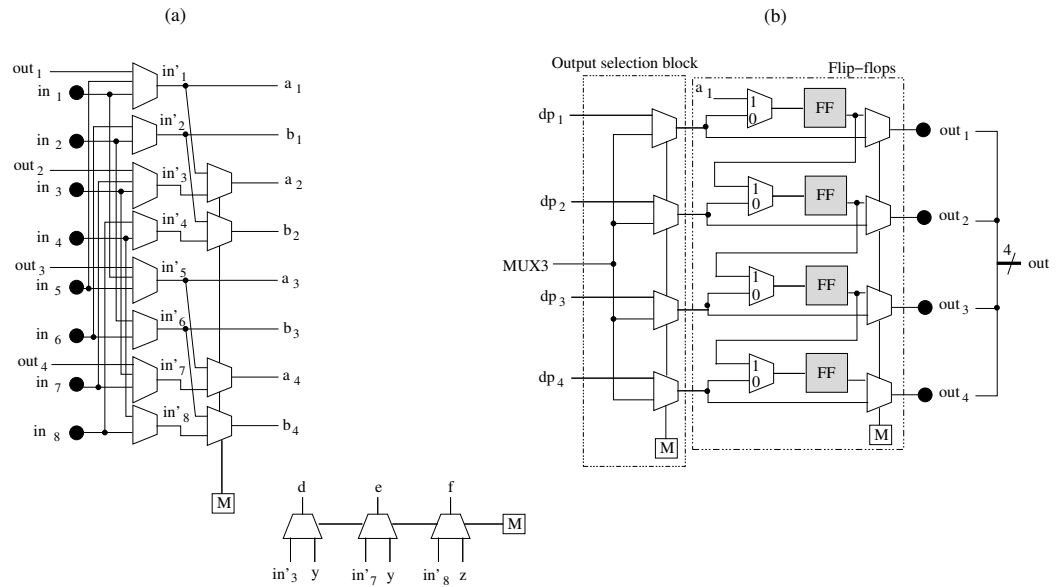 (a)
out 1
in 1
in 2
out 2
in 3
in 4
out 3
in 5
in 6
out 4
in 7
in 8
in' 1
in' 2
in' 3
in' 4
in' 5
in' 6
in' 7
in' 8
a 1
b 1
a 2
b 2
a 3
b 3
a 4
b 4
M
d e f
M
in' 3 y in' 7 y in' 8 z
(b)
Output selection block
Flip-flops
dp 1
dp 2
MUX3
dp 3
dp 4
M
a 1
1
0
FF
1
0
FF
1
0
FF
1
0
FF
M
out 1
out 2
out 3
out 4
4
out